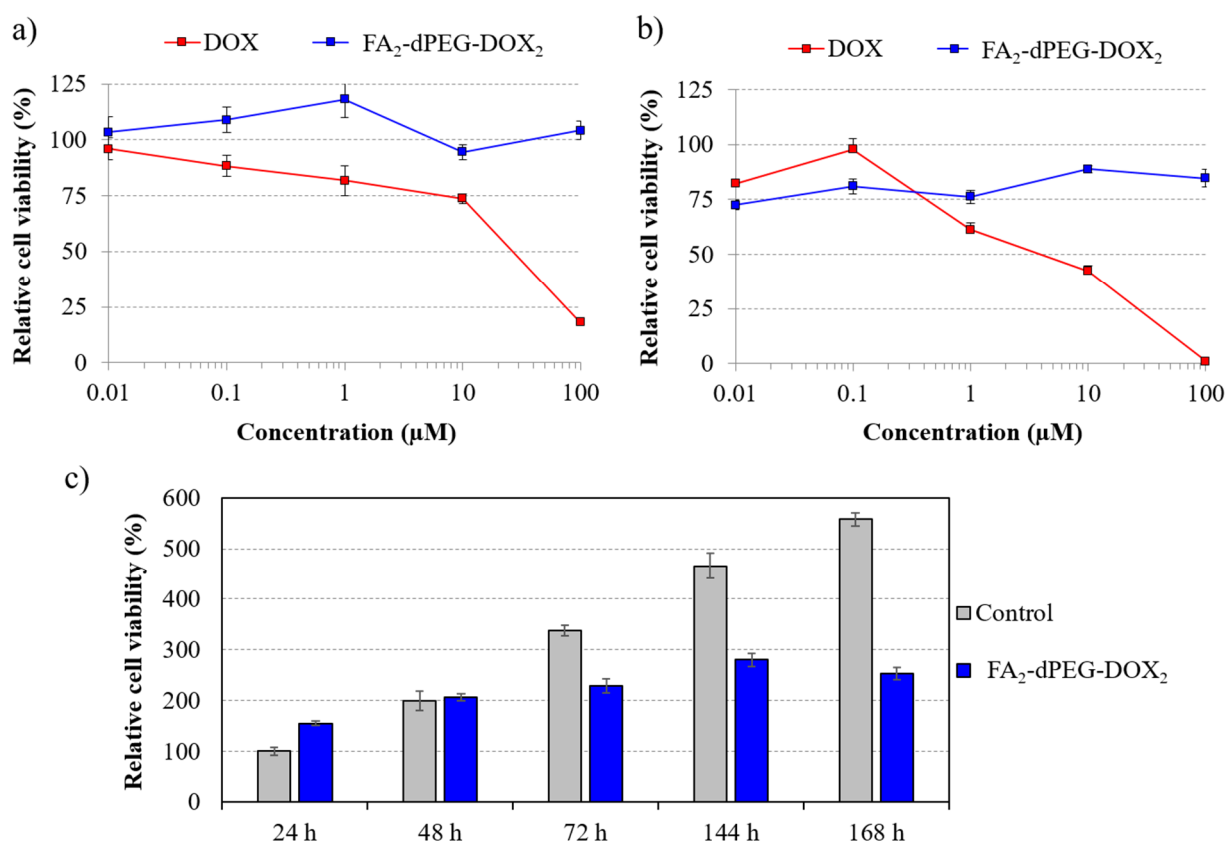 a)
DOX
FA₂-dPEG-DOX₂
Relative cell viability (%)
125
100
75
50
25
0
0.01 0.1 1 10 100
Concentration (µM)
b)
DOX
FA₂-dPEG-DOX₂
Relative cell viability (%)
125
100
75
50
25
0
0.01 0.1 1 10 100
Concentration (µM)
c)
Relative cell viability (%)
600
500
400
300
200
100
0
24 h 48 h 72 h 144 h 168 h
Control
FA₂-dPEG-DOX₂